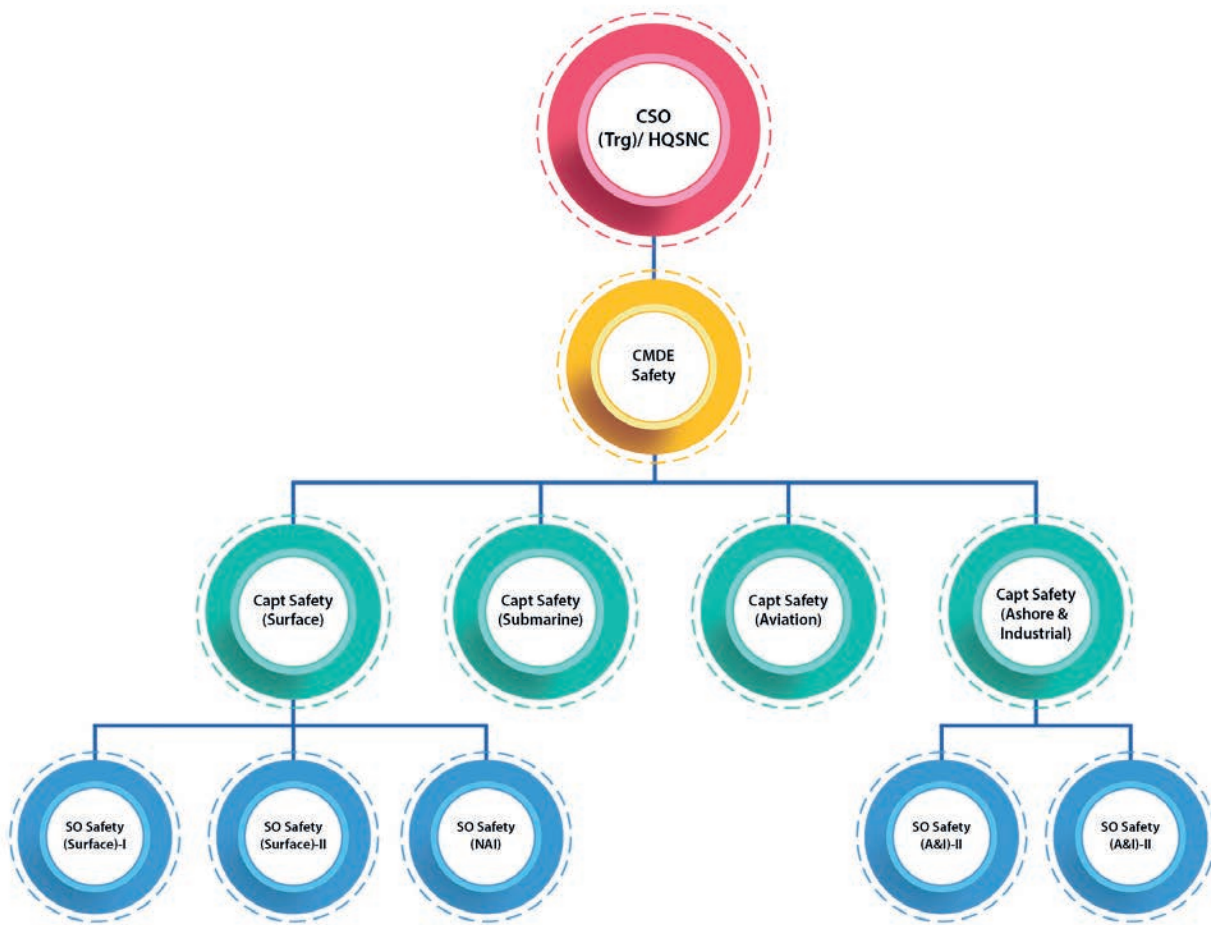 CSO
(Trg)/ HQSNC
CMDE
Safety
Capt Safety
(Surface)
Capt Safety
(Submarine)
Capt Safety
(Aviation)
Capt Safety
(Ashore &
Industrial)
SO Safety
(Surface)-I
SO Safety
(Surface)-II
SO Safety
(NAI)
SO Safety
(A&I)-II
SO Safety
(A&I)-II